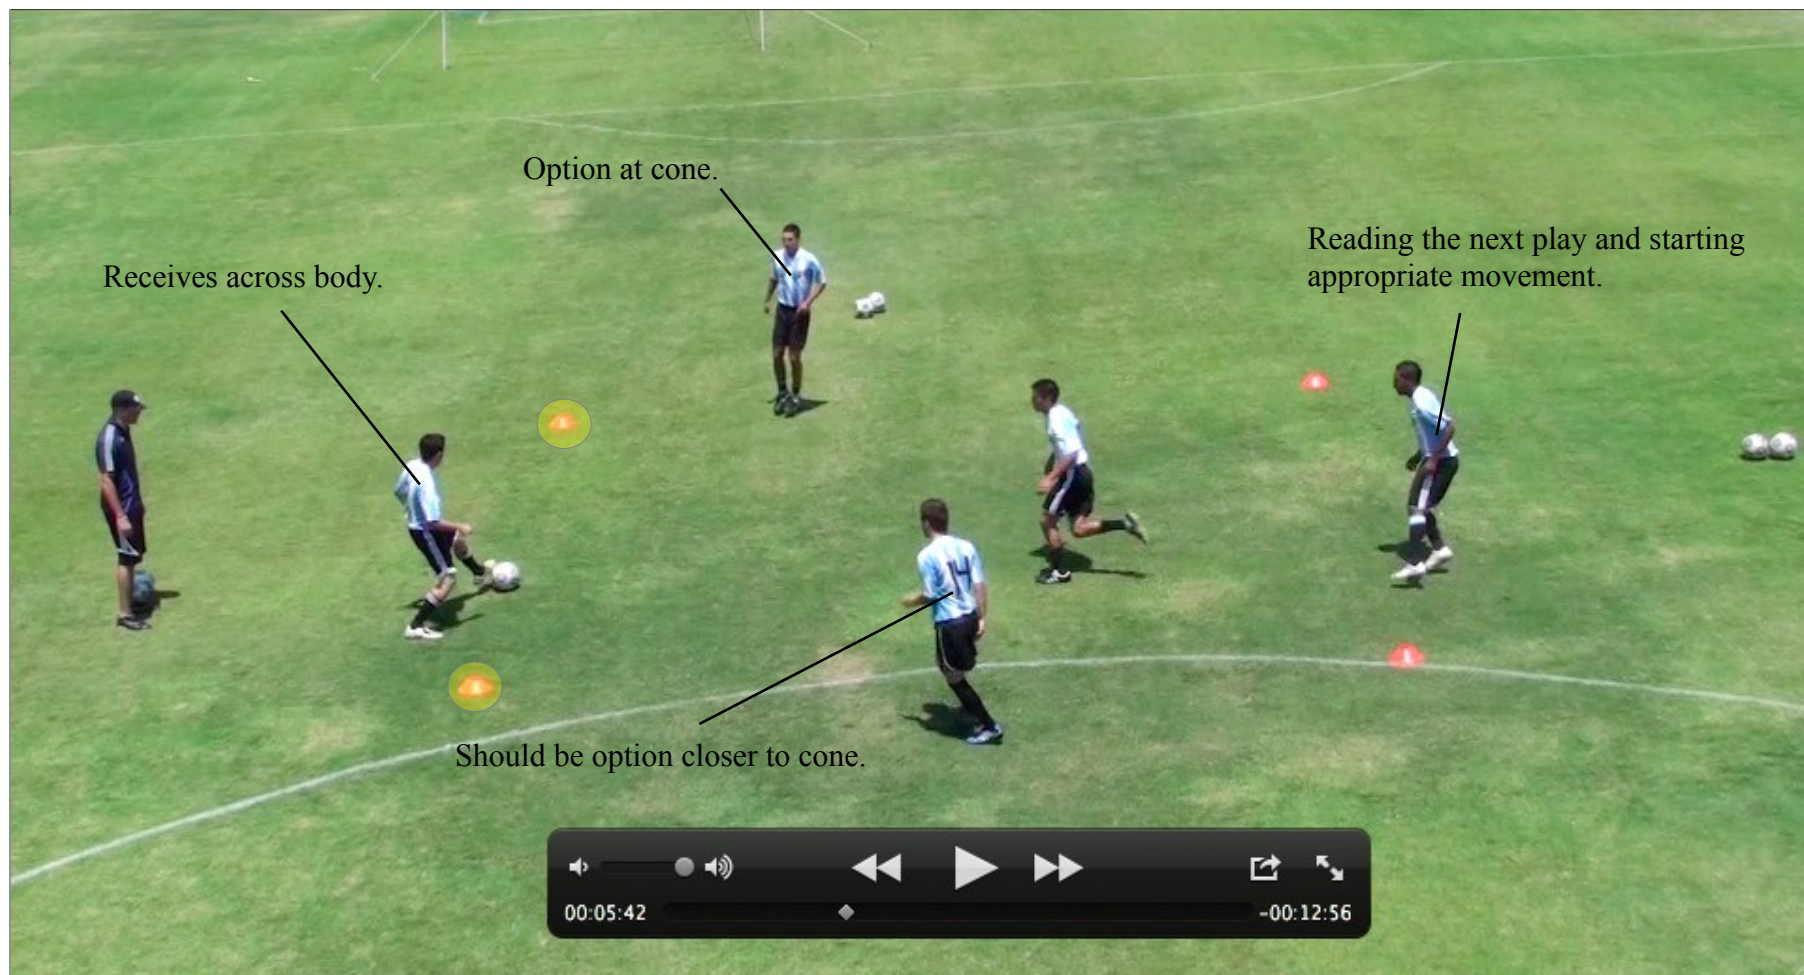 Option at cone.
Reading the next play and starting
appropriate movement.
Receives across body.
14
Should be option closer to cone.
00:05:42
-00:12:56